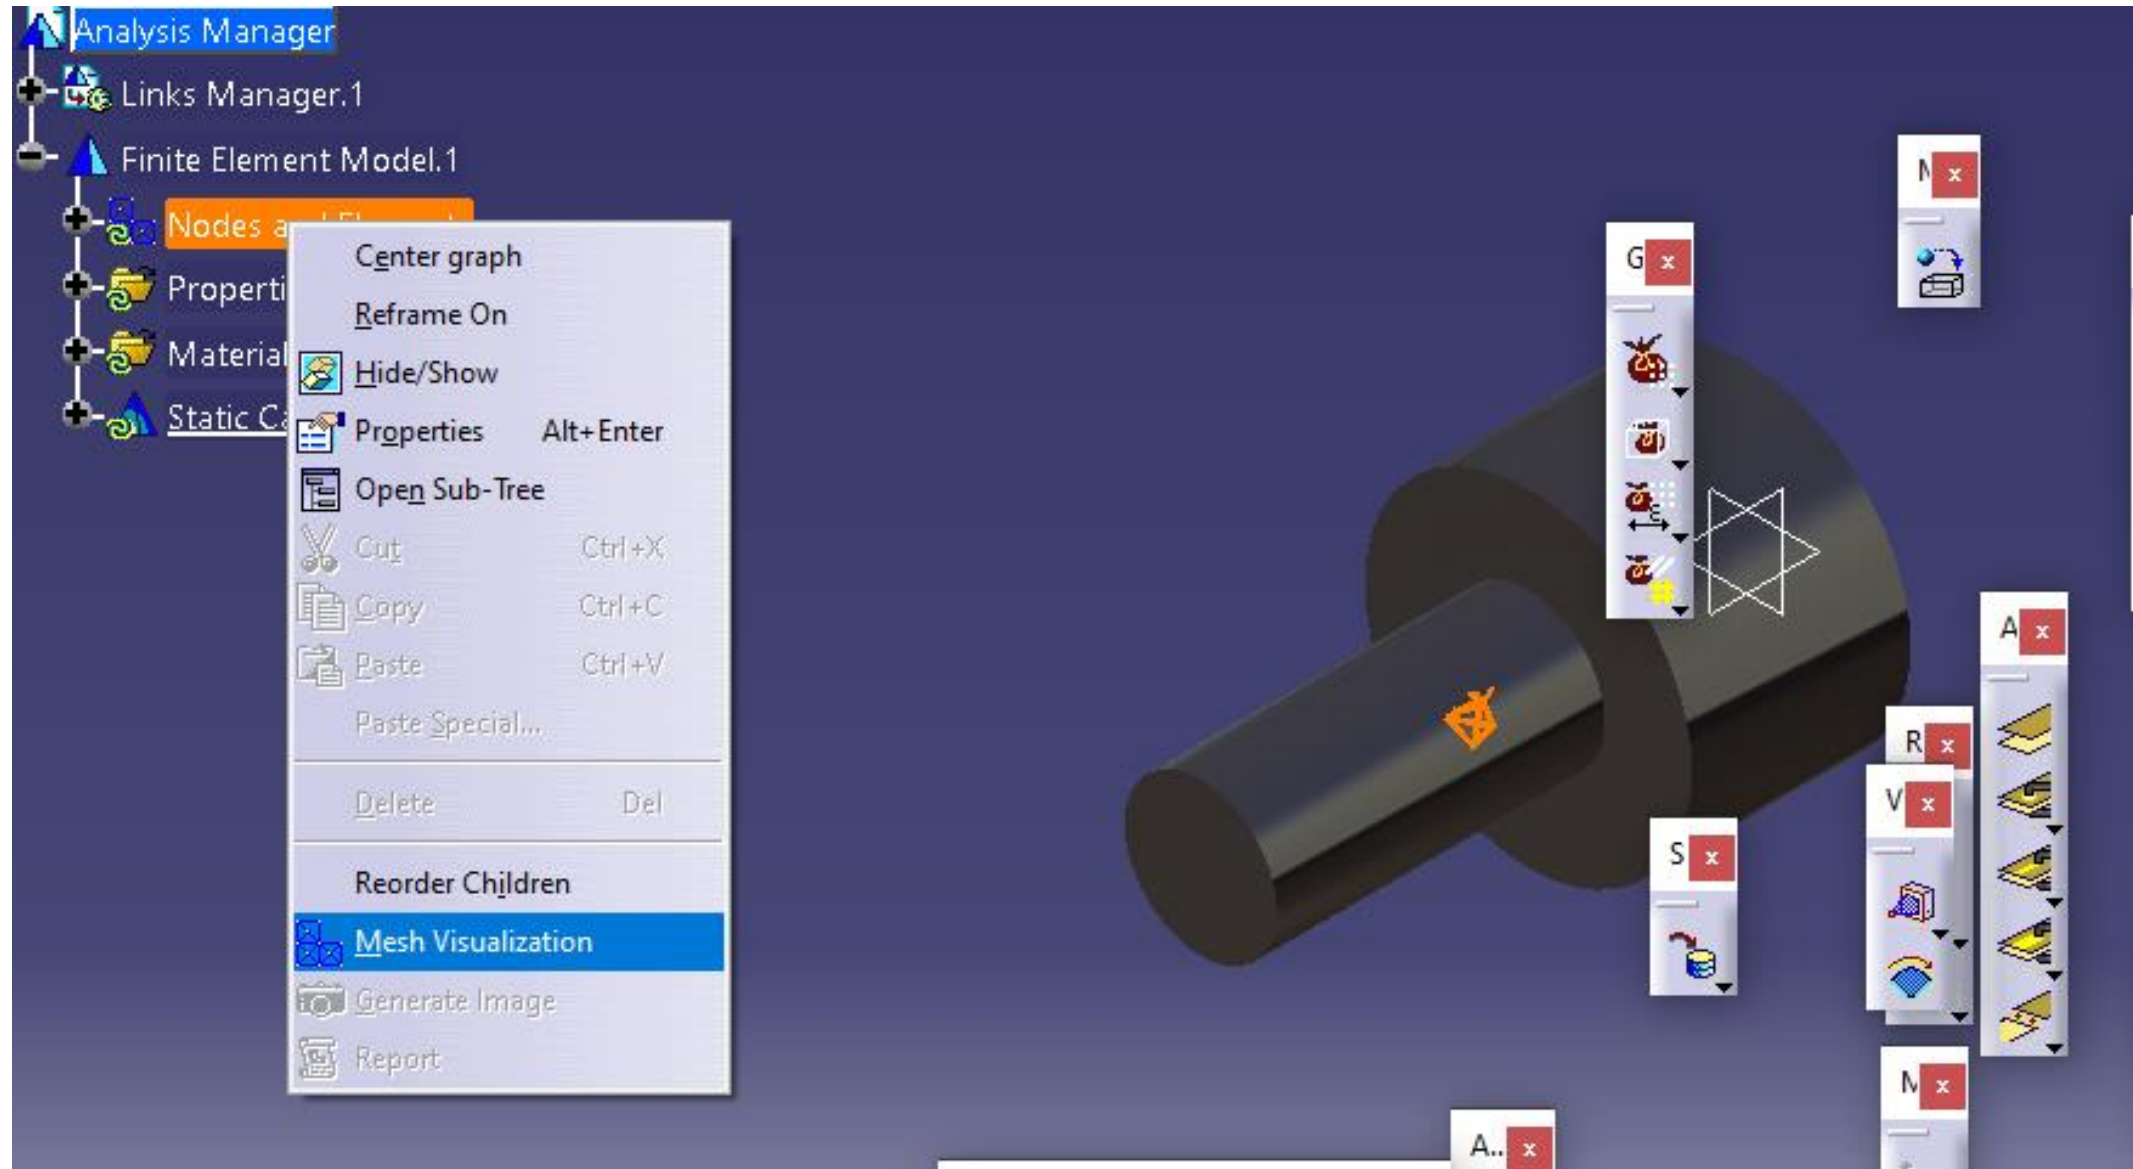 Analysis Manager
Links Manager.1
Finite Element Model.1
Nodes
Properti
Material
Static
Center graph
Reframe On
Hide/Show
Properties Alt+Enter
Open Sub-Tree
Cut Ctrl+X
Copy Ctrl+C
Paste Ctrl+V
Paste Special...
Delete Del
Reorder Children
Mesh Visualization
Generate Image
Report
G x
x
A x
R x
V x
S x
x
A.. x